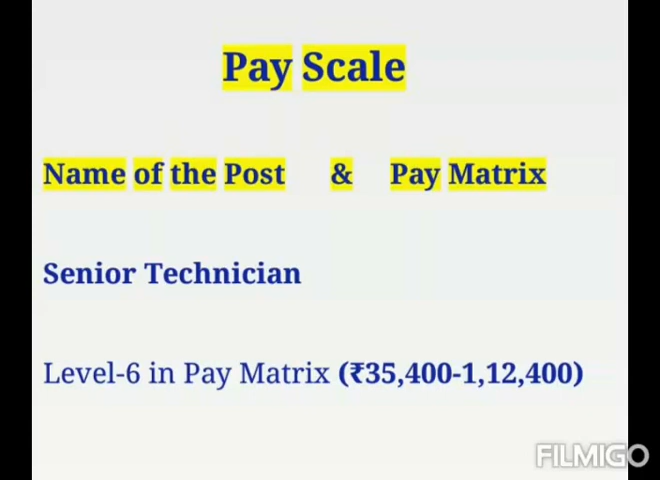 Pay Scale
Name of the Post & Pay Matrix
Senior Technician
Level-6 in Pay Matrix (₹35,400-1,12,400)
FILMIGO